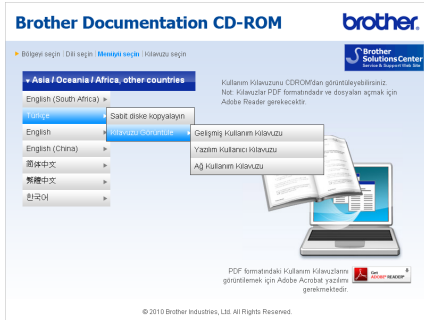 Brother Documentation CD-ROM
brother.
Bölgeyi seçin | Dili seçin | Menüyü seçin | Kılavuzu seçin
Brother
SolutionsCenter
Service & Support Web Site
Asia / Oceania / Africa, other countries
English (South Africa)
Türkçe
English
English (China)
简体中文
繁體中文
한국어
Sabit diske kopyalayın
Kılavuzu Görüntüle
Gelişmiş Kullanım Kılavuzu
Yazılım Kullanıcı Kılavuzu
Ağ Kullanım Kılavuzu
Kullanım Kılavuzunu CDROM'dan görüntüleyebilirsiniz.
Not: Kılavuzlar PDF formatındadır ve dosyaları açmak için
Adobe Reader gerekecektir.
PDF formatındaki Kullanım Kılavuzlarını
görüntülemek için Adobe Acrobat yazılımı
gerekmektedir.
Get
ADOBE® READER®
© 2010 Brother Industries, Ltd. All Rights Reserved.